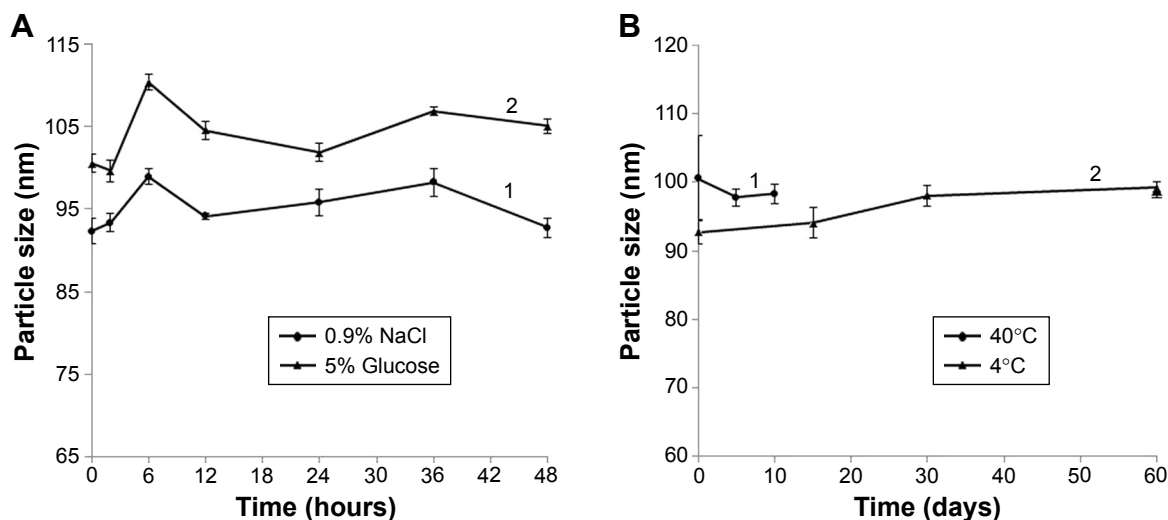 A
115
105
95
85
75
65
Particle size (nm)
2
1
0.9% NaCl
5% Glucose
0 2 6 12 18 24 30 36 42 48
Time (hours)
B
120
110
100
90
80
70
60
Particle size (nm)
1
2
40°C
4°C
0 10 20 30 40 50 60
Time (days)